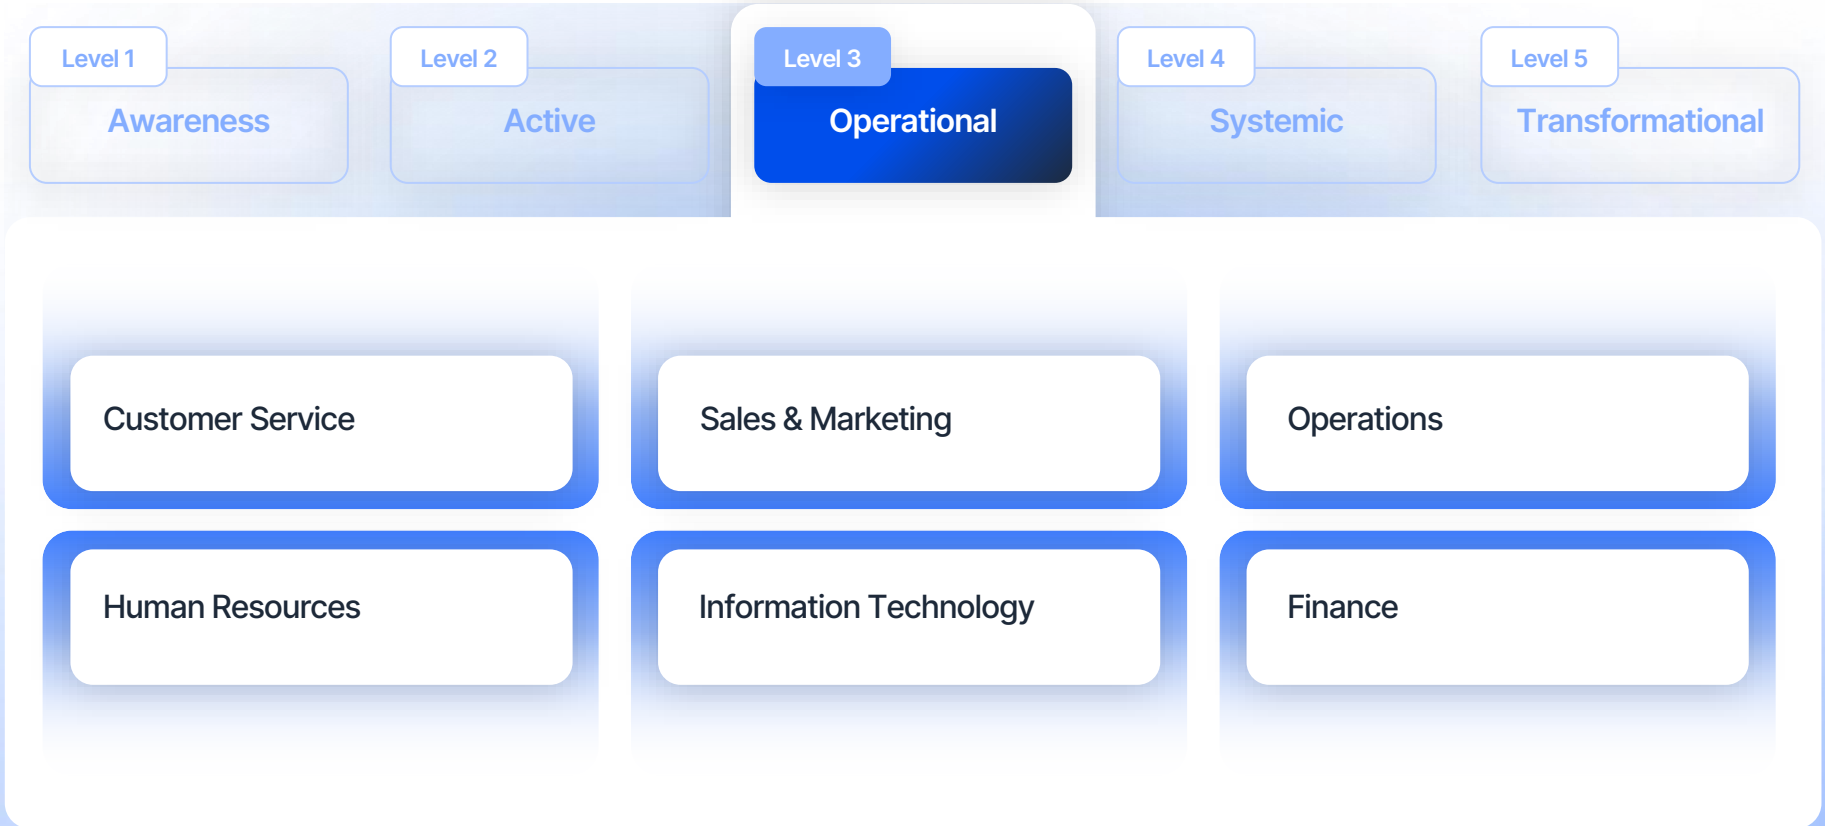 Level 1
Awareness
Level 2
Active
Level 3
Operational
Level 4
Systemic
Level 5
Transformational
Customer Service
Sales & Marketing
Operations
Human Resources
Information Technology
Finance